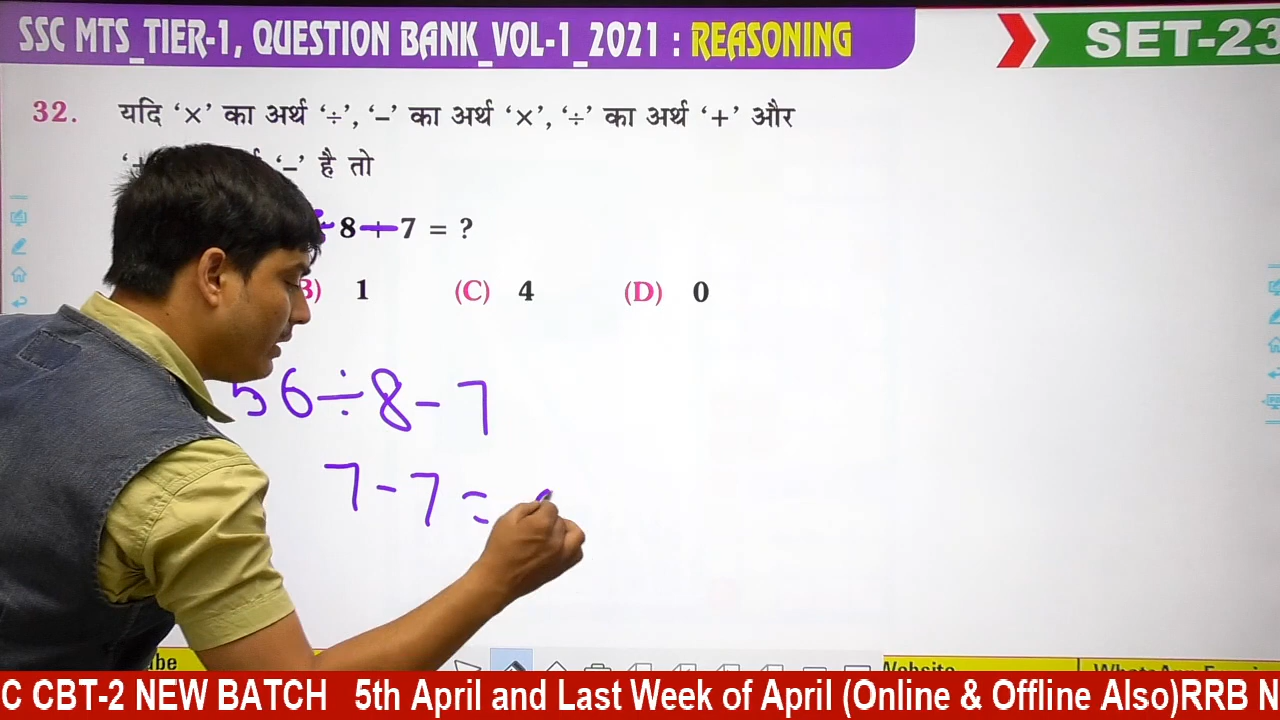 SSC MTS_TIER-1, QUESTION BANK_VOL-1_2021 : REASONING
SET-23
32. यदि ‘×’ का अर्थ ‘÷’, ‘–’ का अर्थ ‘×’, ‘÷’ का अर्थ ‘+’ और
‘–’ है तो
8 + 7 = ?
1 (C) 4 (D) 0
56÷8-7
7-7=
C CBT-2 NEW BATCH 5th April and Last Week of April (Online & Offline Also)RRB N